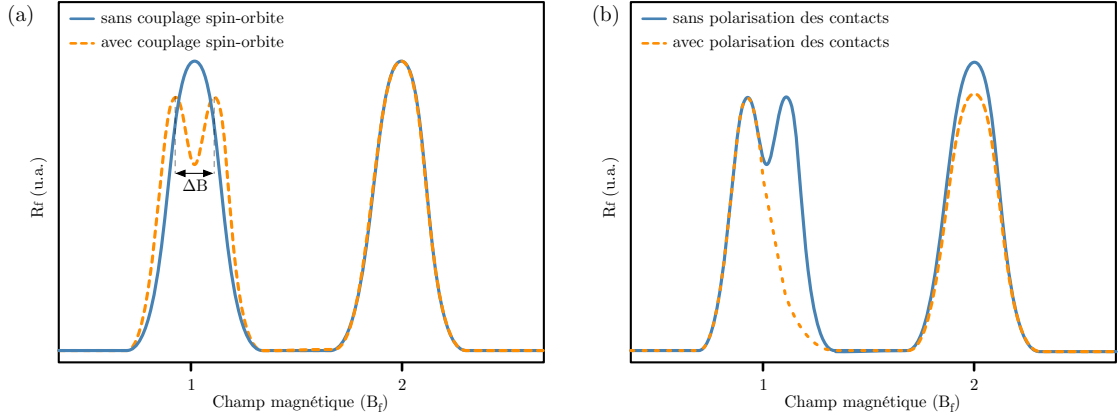 (a)
sans couplage spin-orbite
avec couplage spin-orbite
ΔB
Rf (u.a.)
1
2
Champ magnétique (B_f)
(b)
sans polarisation des contacts
avec polarisation des contacts
Rf (u.a.)
1
2
Champ magnétique (B_f)